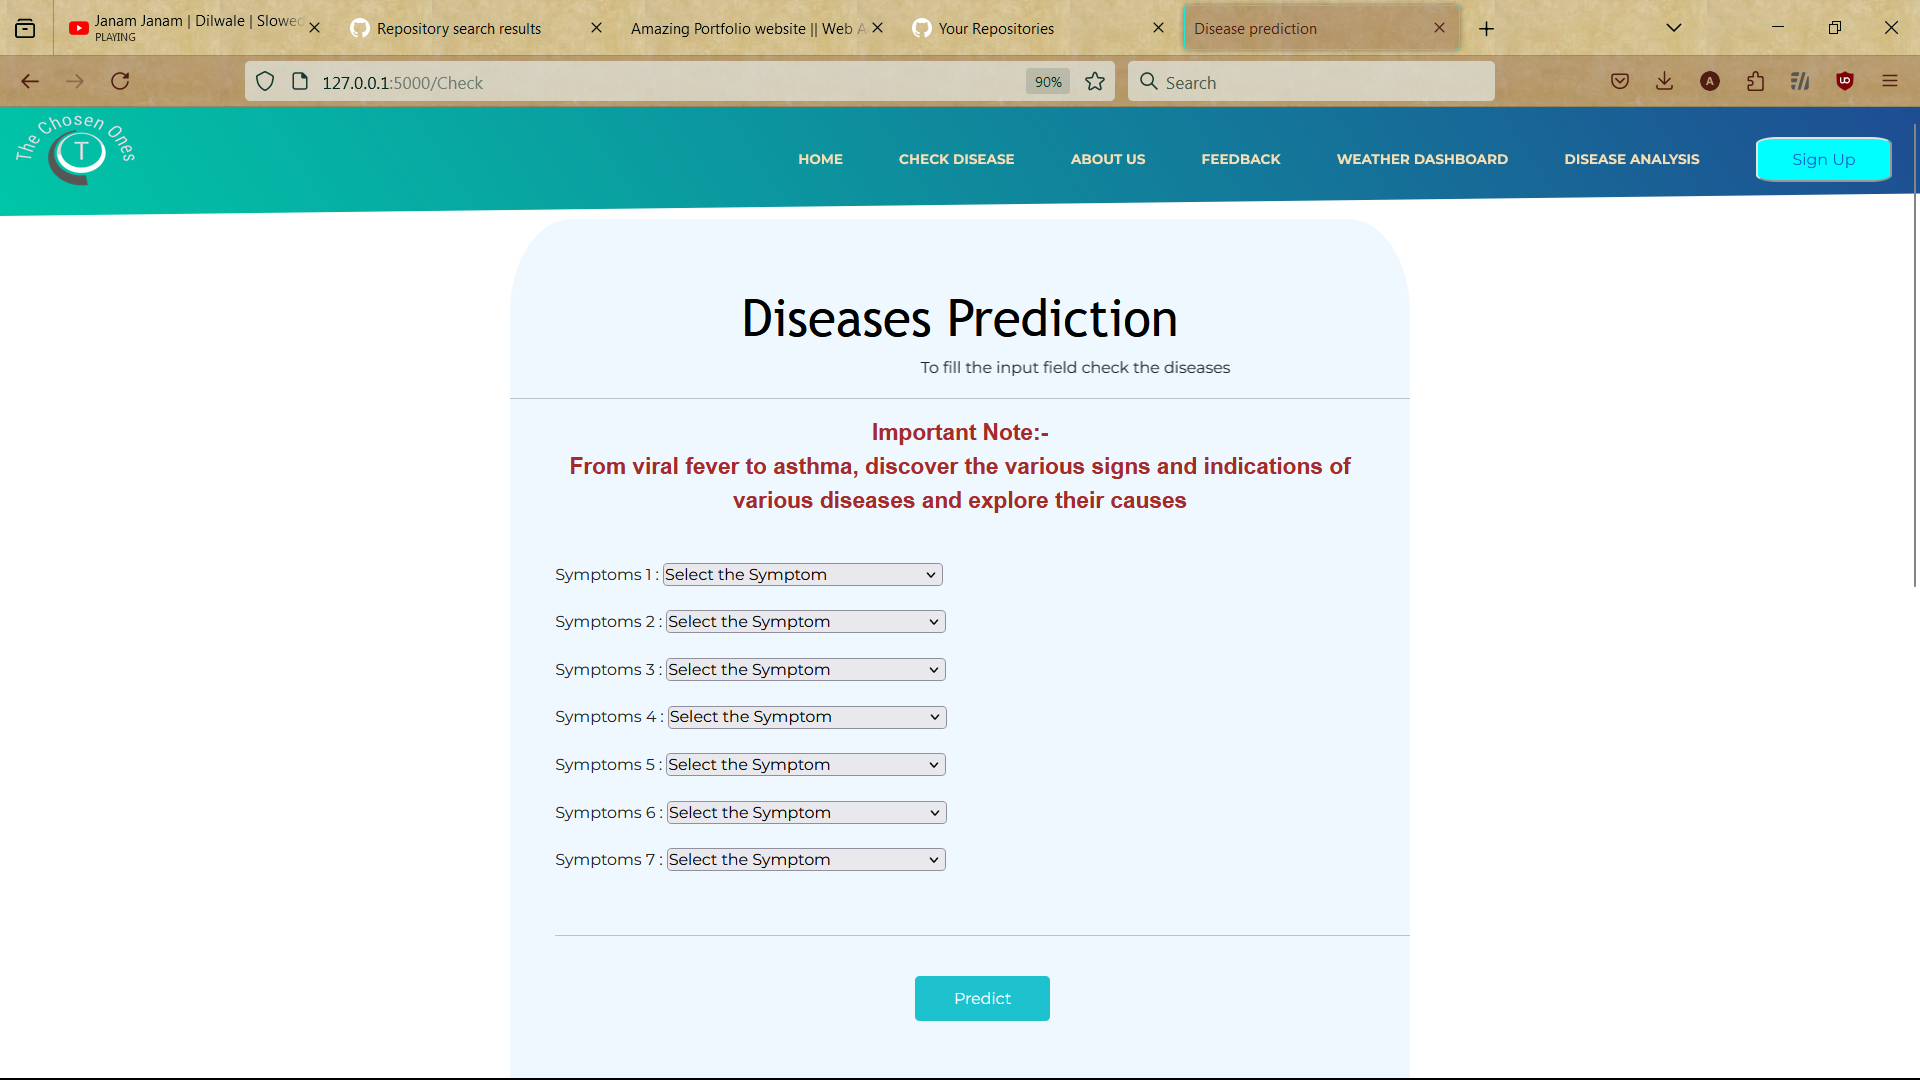 Janam Janam | Dilwale | Slowed
PLAYING
Repository search results
Amazing Portfolio website || Web A
Your Repositories
Disease prediction
127.0.0.1:5000/Check
90%
Search
A
The Chosen Ones
T
HOME
CHECK DISEASE
ABOUT US
FEEDBACK
WEATHER DASHBOARD
DISEASE ANALYSIS
Sign Up
Diseases Prediction
To fill the input field check the diseases
Important Note:-
From viral fever to asthma, discover the various signs and indications of
various diseases and explore their causes
Symptoms 1 : Select the Symptom
Symptoms 2 : Select the Symptom
Symptoms 3 : Select the Symptom
Symptoms 4 : Select the Symptom
Symptoms 5 : Select the Symptom
Symptoms 6 : Select the Symptom
Symptoms 7 : Select the Symptom
Predict